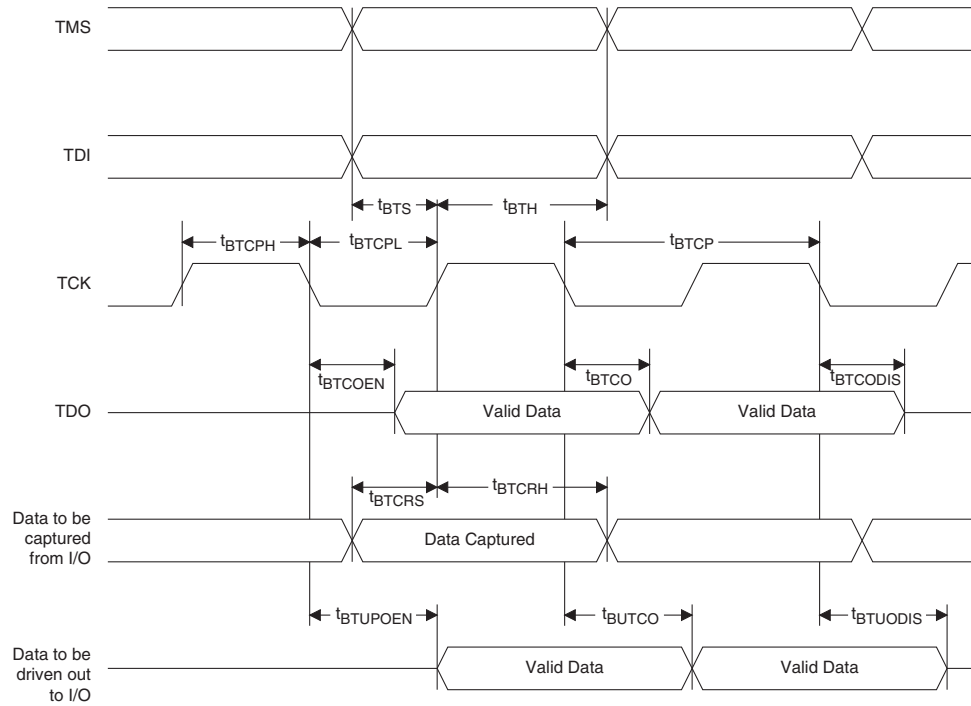 TMS
TDI
tBTS
tBTH
tBTCPH
tBTCPL
tBTCP
TCK
tBTCOEN
tBTCO
tBTCODIS
TDO
Valid Data
Valid Data
tBTCRS
tBTCRH
Data to be
captured
from I/O
Data Captured
tBTUPOEN
tBUTCO
tBTUODIS
Data to be
driven out
to I/O
Valid Data
Valid Data